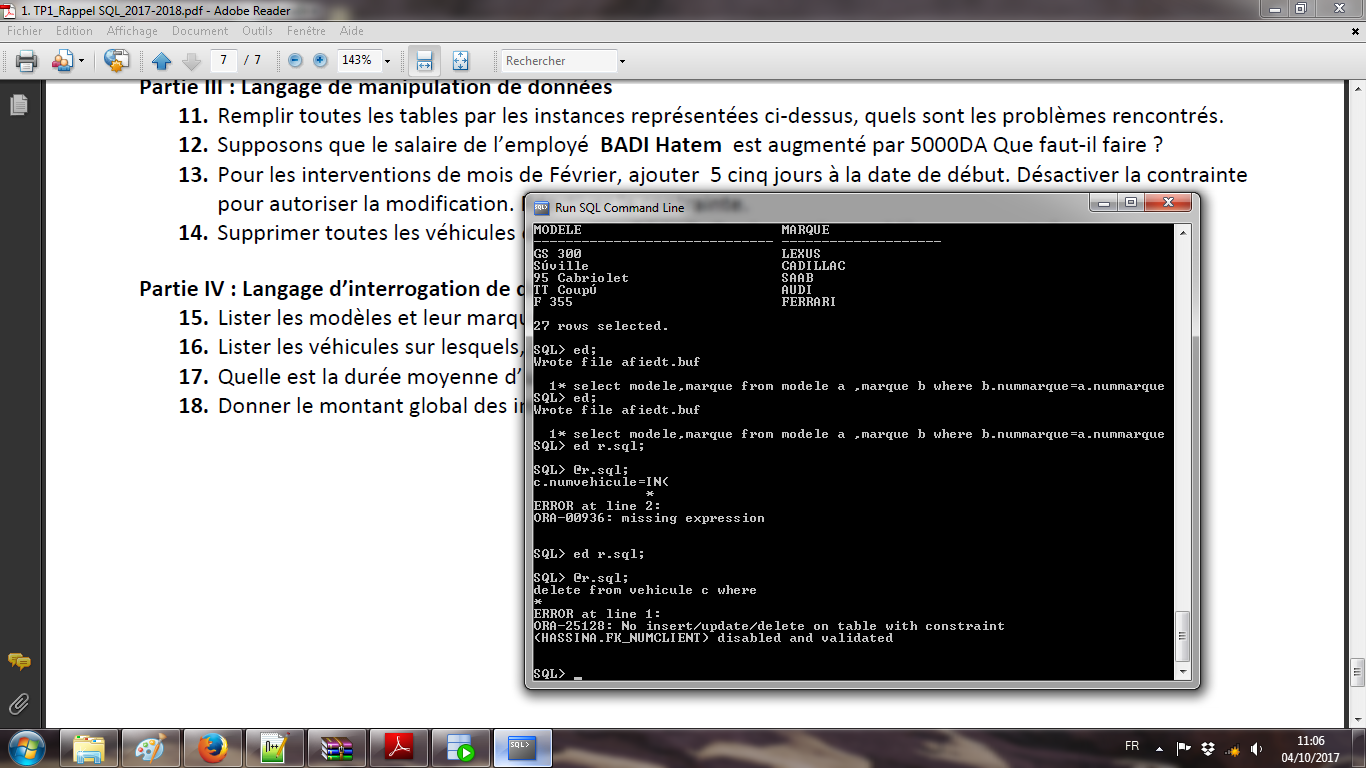 1. TP1_Rappel SQL_2017-2018.pdf - Adobe Reader
Fichier Edition Affichage Document Outils Fenêtre Aide
7 / 7 143% Rechercher
Partie III : Langage de manipulation de données
11. Remplir toutes les tables par les instances représentées ci-dessus, quels sont les problèmes rencontrés.
12. Supposons que le salaire de l’employé BADI Hatem est augmenté par 5000DA Que faut-il faire ?
13. Pour les interventions de mois de Février, ajouter 5 cinq jours à la date de début. Désactiver la contrainte
pour autoriser la modification.
14. Supprimer toutes les véhicules
Partie IV : Langage d’interrogation de
15. Lister les modèles et leur marqu
16. Lister les véhicules sur lesquels,
17. Quelle est la durée moyenne d’
18. Donner le montant global des in
Run SQL Command Line
MODELE MARQUE
------------------------------ --------------------
GS 300 LEXUS
Súville CADILLAC
95 Cabriolet SAAB
TT Coupú AUDI
F 355 FERRARI
27 rows selected.
SQL> ed;
Wrote file afiedt.buf
1* select modele,marque from modele a ,marque b where b.nummarque=a.nummarque
SQL> ed;
Wrote file afiedt.buf
1* select modele,marque from modele a ,marque b where b.nummarque=a.nummarque
SQL> ed r.sql;
SQL> @r.sql;
c.numvehicule=IN(
*
ERROR at line 2:
ORA-00936: missing expression
SQL> ed r.sql;
SQL> @r.sql;
delete from vehicule c where
*
ERROR at line 1:
ORA-25128: No insert/update/delete on table with constraint
(HASSINA.FK_NUMCLIENT) disabled and validated
SQL> _
FR 11:06
04/10/2017